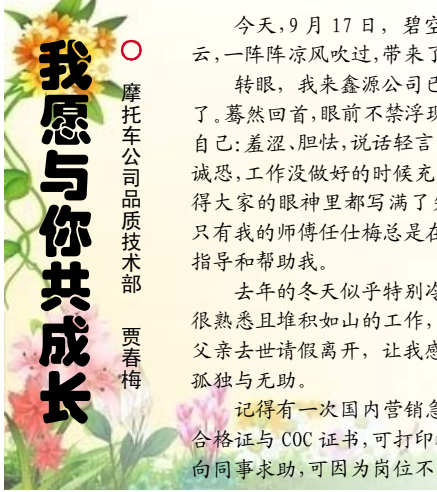 我愿与你共成长
○ 摩托车公司品质技术部 贾春梅
今天,9月17日，碧空
云,一阵阵凉风吹过,带来了
转眼，我来鑫源公司已
了。蓦然回首,眼前不禁浮现
自己:羞涩、胆怯,说话轻言
诚恐,工作没做好的时候充
得大家的眼神里都写满了
只有我的师傅任仕梅总是在
指导和帮助我。
去年的冬天似乎特别冷
很熟悉且堆积如山的工作,
父亲去世请假离开，让我感
孤独与无助。
记得有一次国内营销急
合格证与COC证书,可打印
向同事求助,可因为岗位不